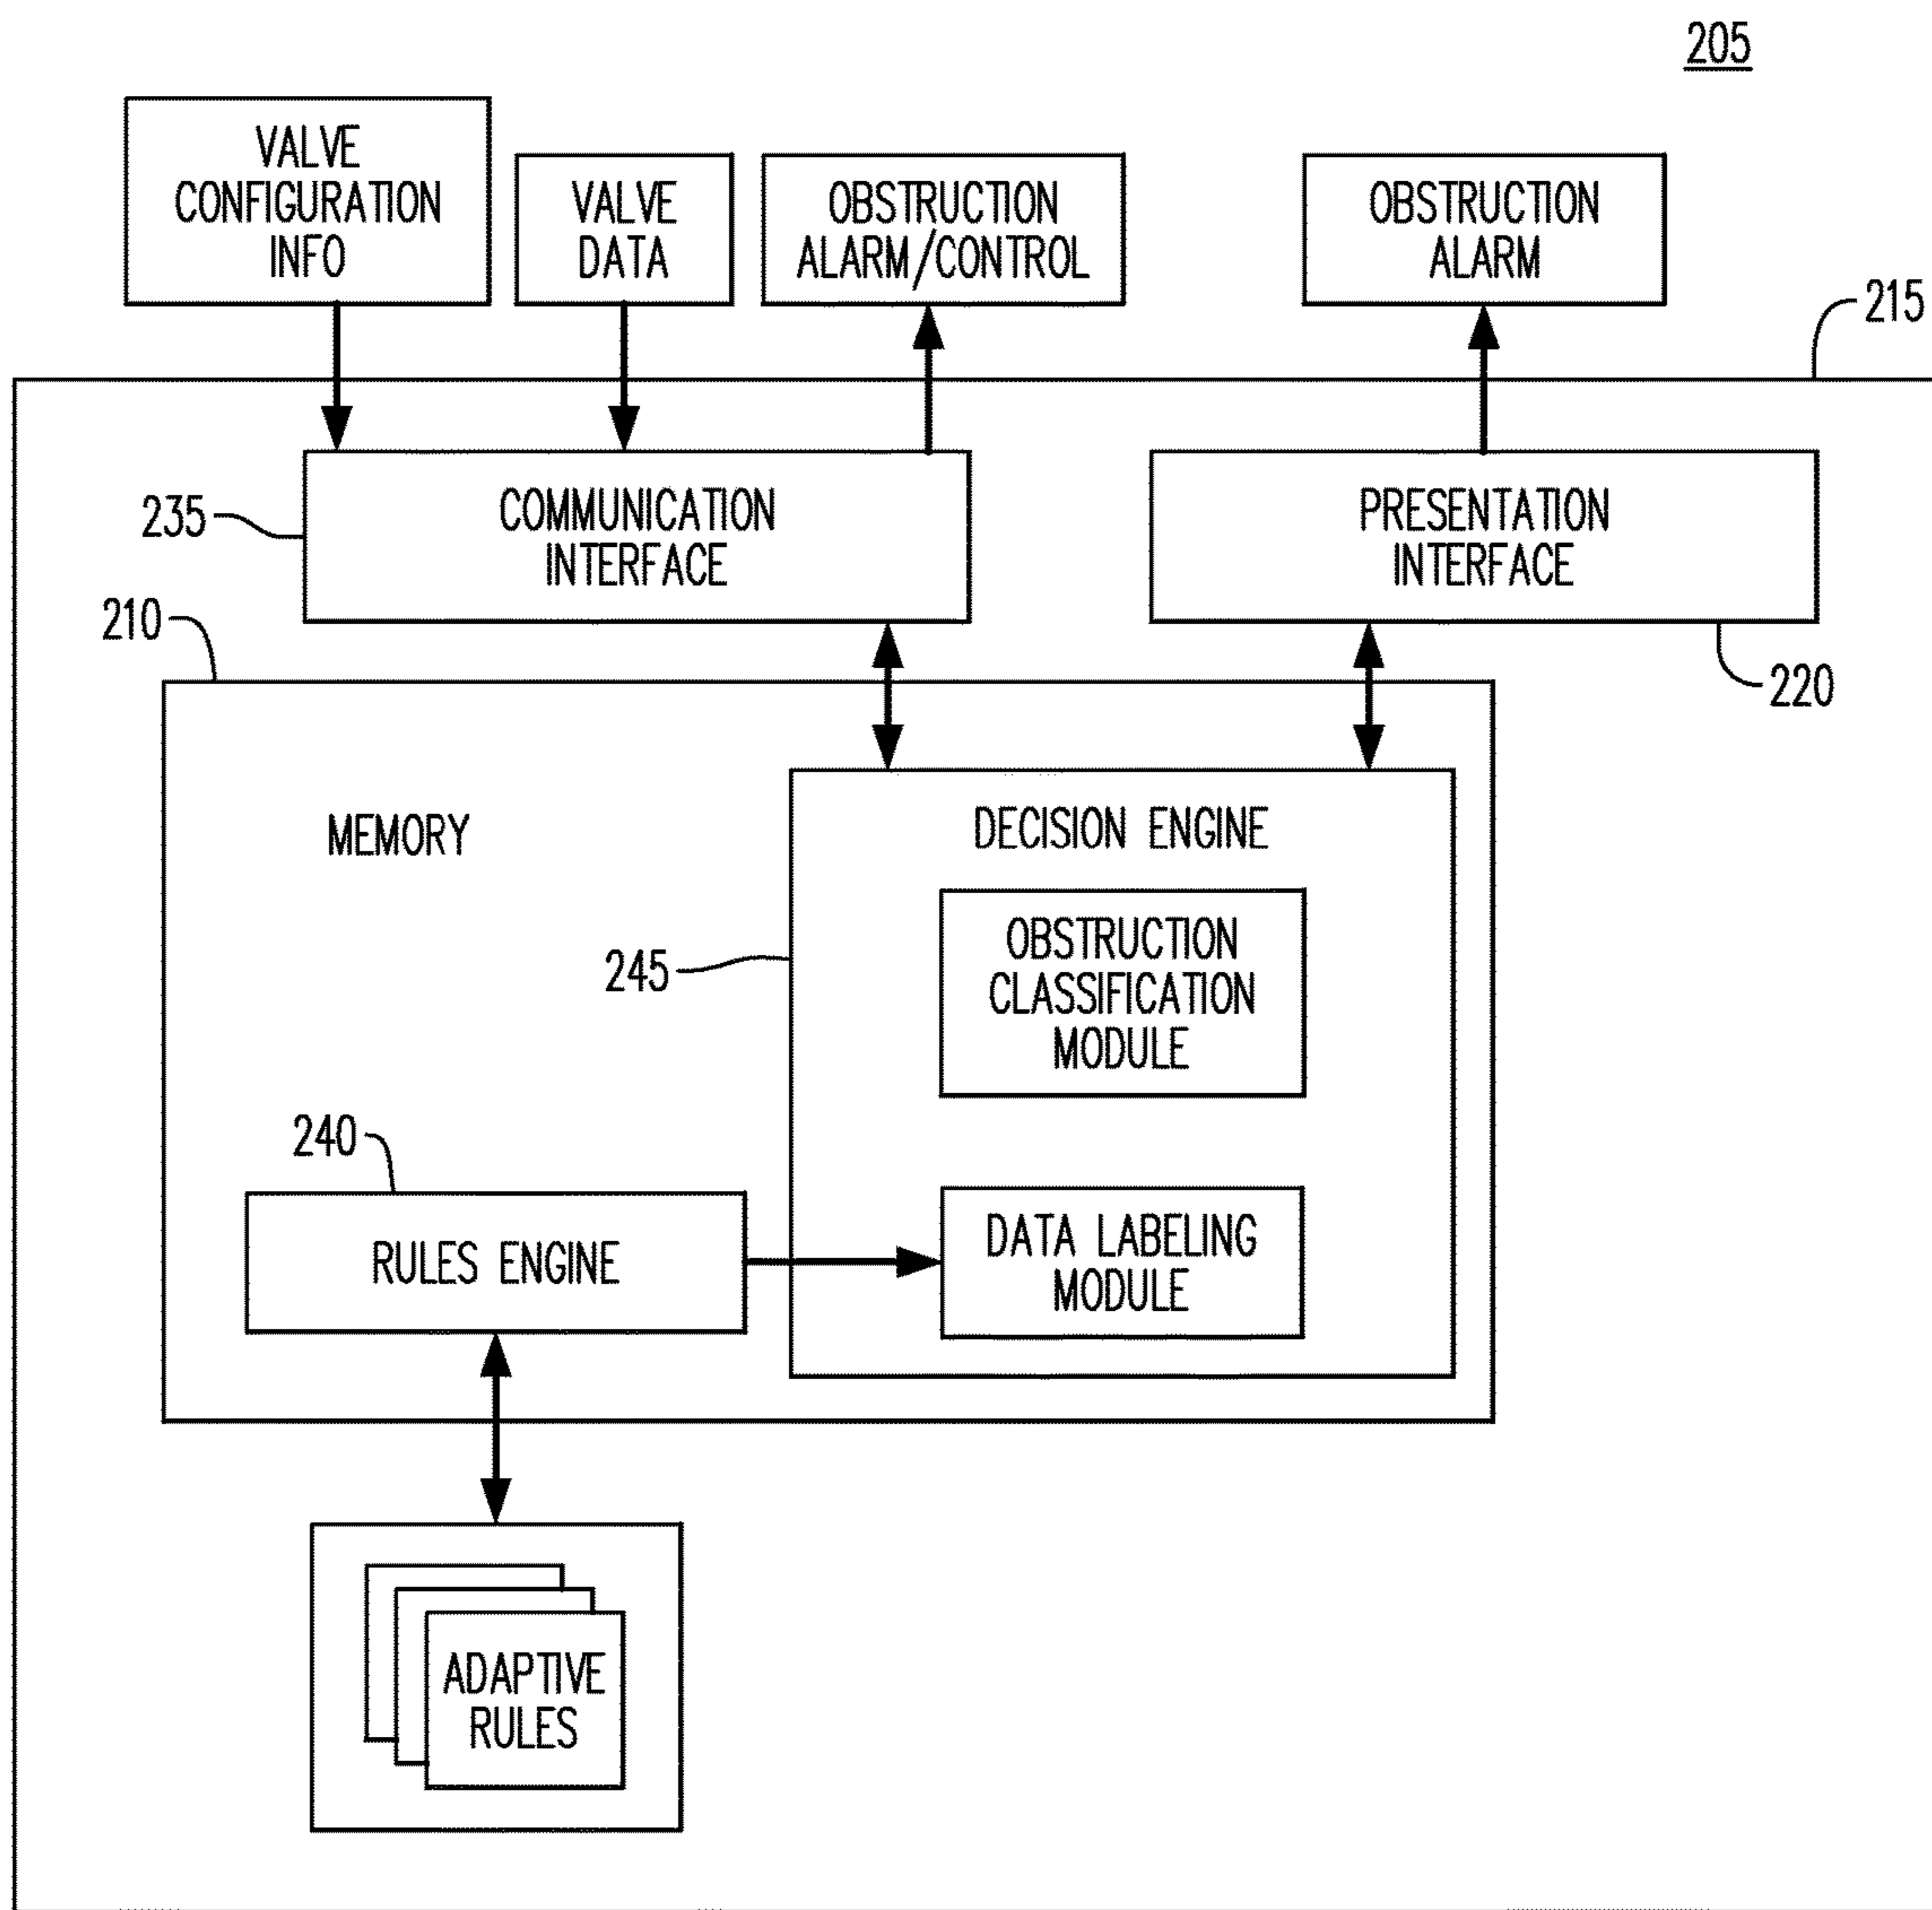 205
VALVE
CONFIGURATION
INFO
VALVE
DATA
OBSTRUCTION
ALARM/CONTROL
OBSTRUCTION
ALARM
215
235
COMMUNICATION
INTERFACE
PRESENTATION
INTERFACE
210
220
MEMORY
DECISION ENGINE
245
OBSTRUCTION
CLASSIFICATION
MODULE
240
RULES ENGINE
DATA LABELING
MODULE
ADAPTIVE
RULES